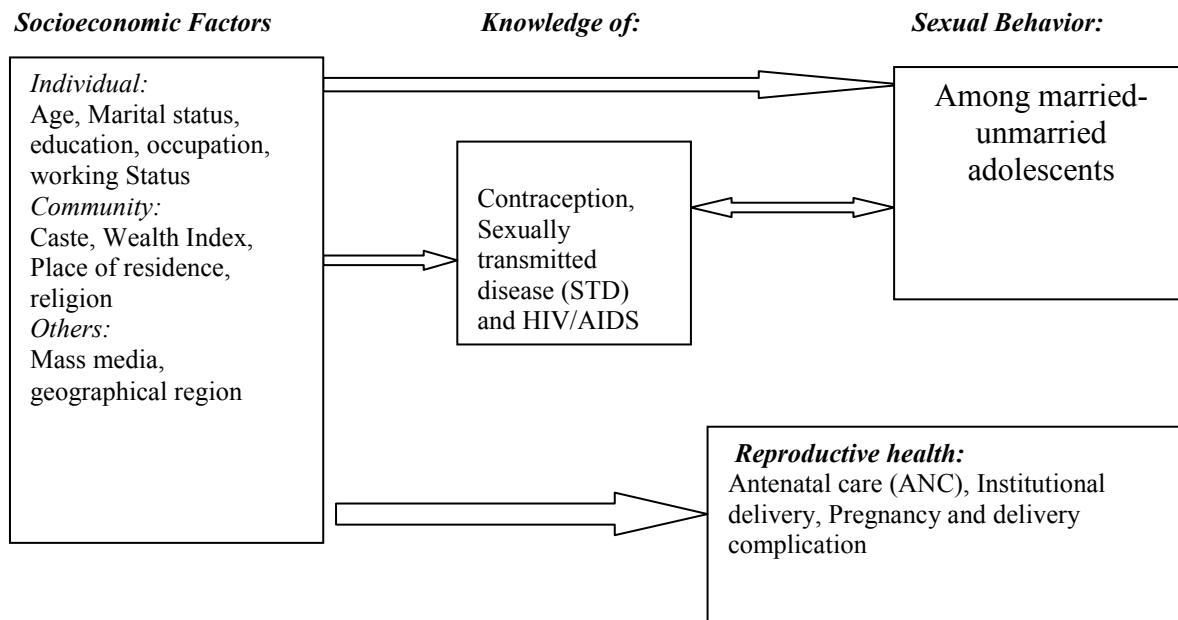 Socioeconomic Factors
Knowledge of:
Sexual Behavior:
Individual:
Age, Marital status,
education, occupation,
working Status
Community:
Caste, Wealth Index,
Place of residence,
religion
Others:
Mass media,
geographical region
Contraception,
Sexually
transmitted
disease (STD)
and HIV/AIDS
Among married-
unmarried
adolescents
Reproductive health:
Antenatal care (ANC), Institutional
delivery, Pregnancy and delivery
complication